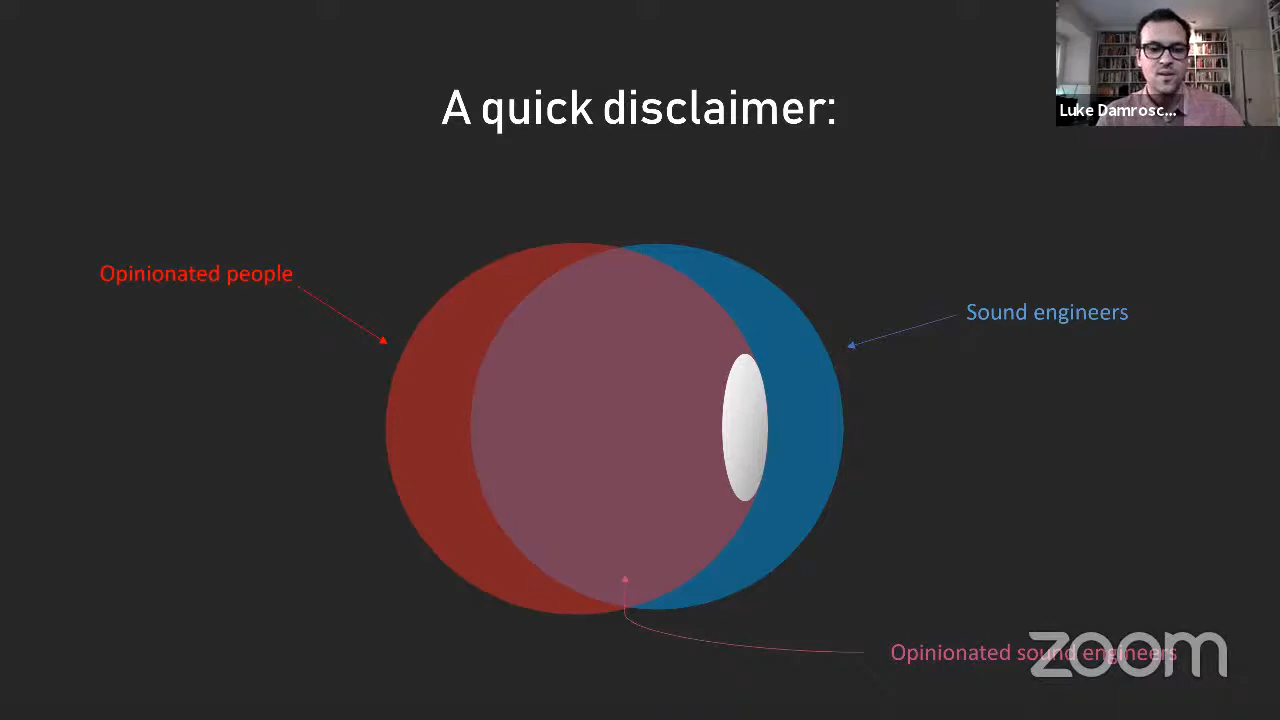 A quick disclaimer:
Luke Damrosc...
Opinionated people
Sound engineers
Opinionated sound engineers
zoom